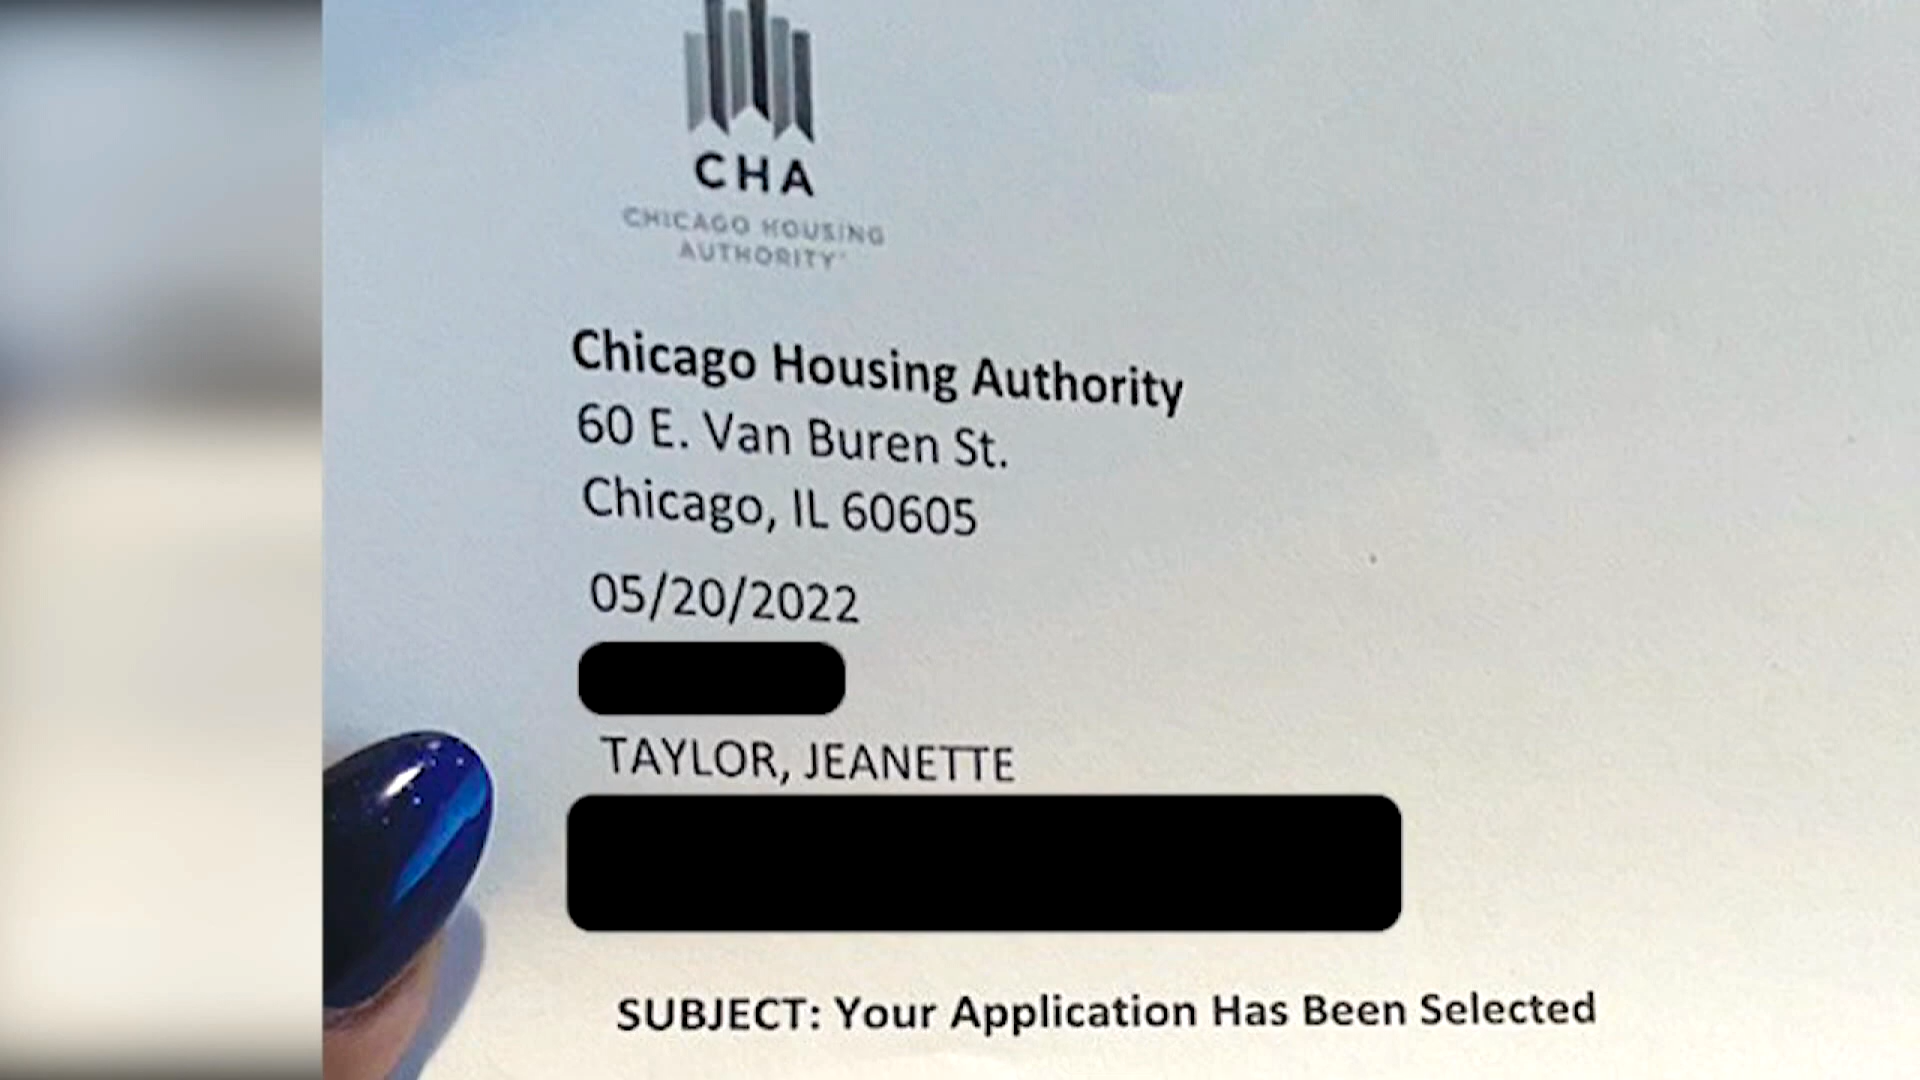 CHA
CHICAGO HOUSING
AUTHORITY
Chicago Housing Authority
60 E. Van Buren St.
Chicago, IL 60605
05/20/2022
TAYLOR, JEANETTE
SUBJECT: Your Application Has Been Selected